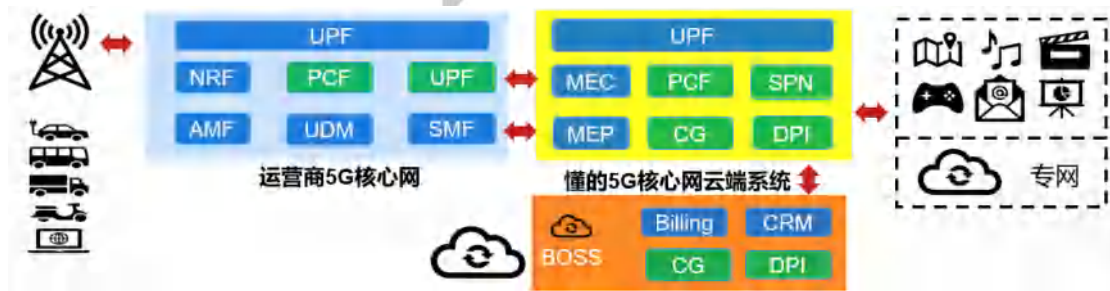 UPF
NRF PCF UPF
AMF UDM SMF
运营商5G核心网
UPF
MEC PCF SPN
MEP CG DPI
懂的5G核心网云端系统
BOSS
Billing CRM
CG DPI
@
专网